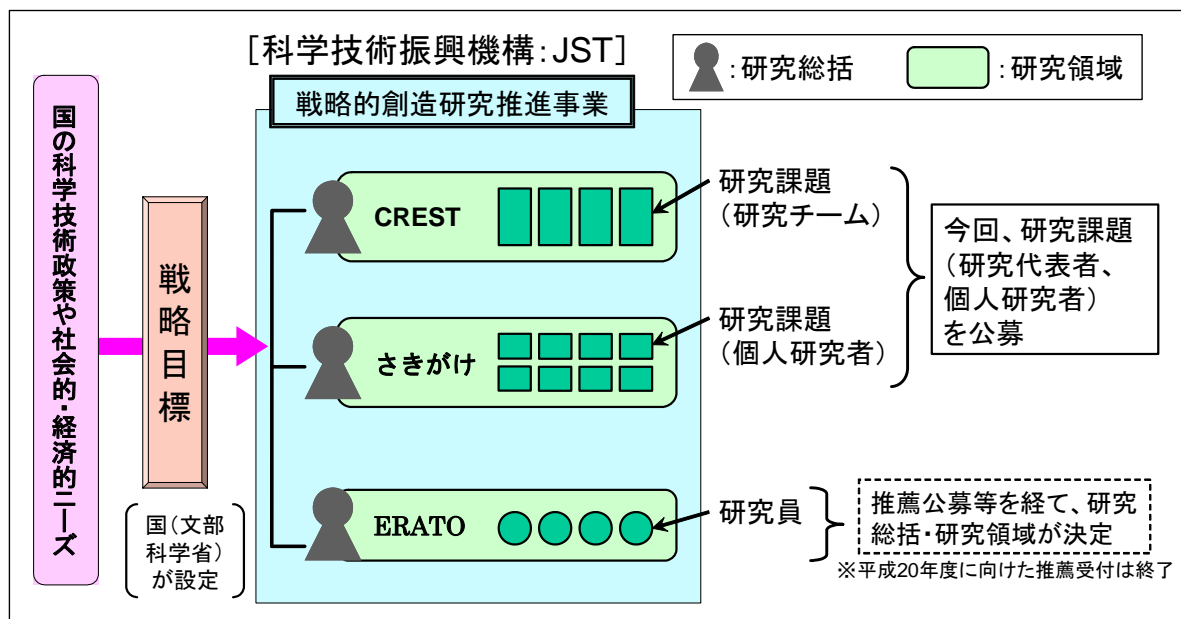 [科学技術振興機構:JST]
:研究総括
:研究領域
戦略的創造研究推進事業
国の科学技術政策や社会的・経済的ニーズ
戦略目標
国(文部
科学省)
が設定
CREST
研究課題
(研究チーム)
さきがけ
研究課題
(個人研究者)
今回、研究課題
(研究代表者、
個人研究者)
を公募
ERATO
研究員
推薦公募等を経て、研究
総括・研究領域が決定
※平成20年度に向けた推薦受付は終了